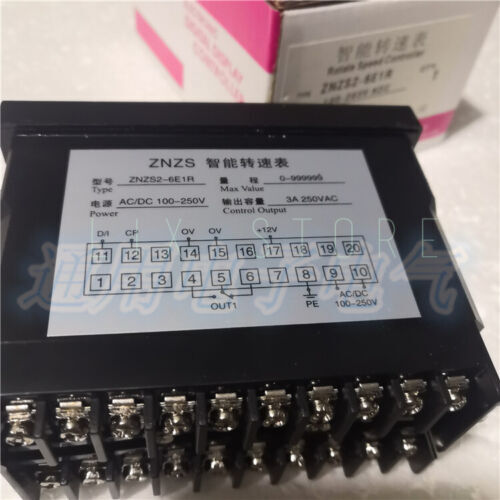 智能转速表
Rotate Speed Controller
ZNZS2-6E1R
ZNZS 智能转速表
型号 Type ZNZS2-6E1R 量程 Max Value 0-999999
电源 Power AC/DC 100-250V 输出容量 Control Output 3A 250VAC
LJX STORE
D/I CP 0V 0V +12V
11 12 13 14 15 16 17 18 19 20
1 2 3 4 5 6 7 8 9 10
OUT1 PE AC/DC
100-250V